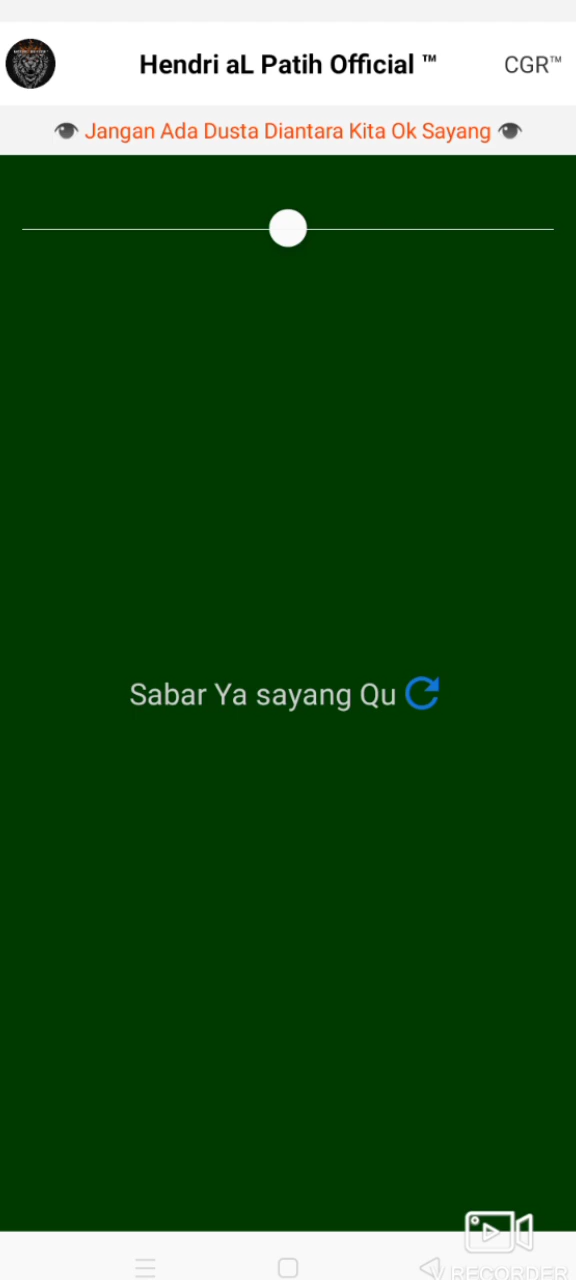 Hendri aL Patih Official ™
CGR™
👁 Jangan Ada Dusta Diantara Kita Ok Sayang 👁
Sabar Ya sayang Qu
V RECORDER